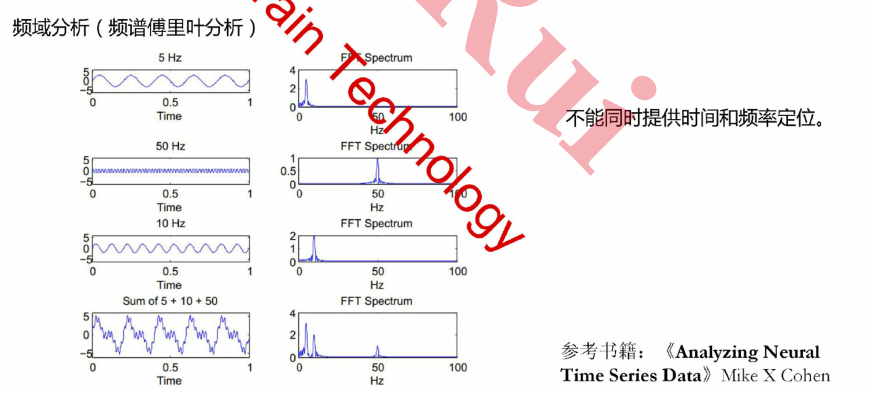 频域分析（频谱傅里叶分析）
5 Hz
FFT Spectrum
5
0
-5
0 0.5 1
Time
4
2
0
0 50 100
Hz
不能同时提供时间和频率定位。
50 Hz
FFT Spectrum
5
0
-5
0 0.5 1
Time
1
0.5
0
0 50 100
Hz
10 Hz
FFT Spectrum
5
0
-5
0 0.5 1
Time
2
1
0
0 50 100
Hz
Sum of 5 + 10 + 50
FFT Spectrum
5
0
-5
0 0.5 1
Time
4
2
0
0 50 100
Hz
参考书籍：《Analyzing Neural
Time Series Data》Mike X Cohen
Rui
Technology